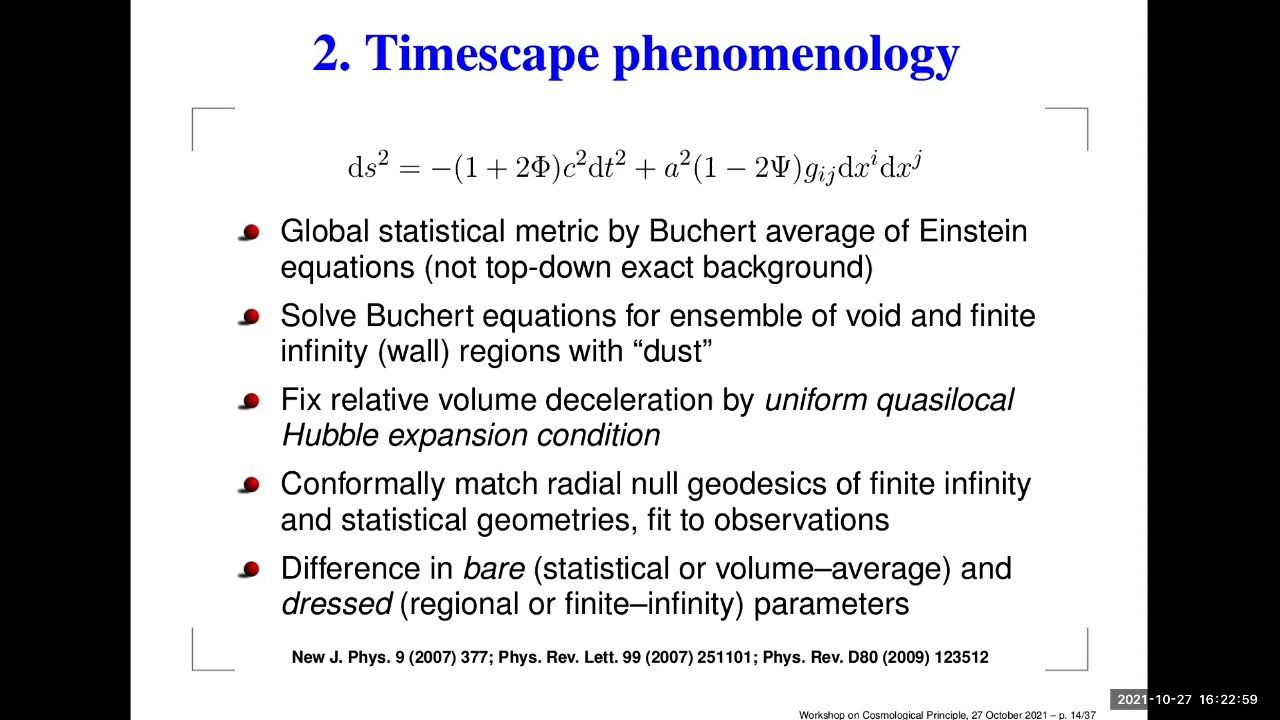 2. Timescape phenomenology
ds² = −(1 + 2Φ)c²dt² + a²(1 − 2Ψ)gᵢⱼdxⁱdxʲ
Global statistical metric by Buchert average of Einstein
equations (not top-down exact background)
Solve Buchert equations for ensemble of void and finite
infinity (wall) regions with “dust”
Fix relative volume deceleration by uniform quasilocal
Hubble expansion condition
Conformally match radial null geodesics of finite infinity
and statistical geometries, fit to observations
Difference in bare (statistical or volume–average) and
dressed (regional or finite–infinity) parameters
New J. Phys. 9 (2007) 377; Phys. Rev. Lett. 99 (2007) 251101; Phys. Rev. D80 (2009) 123512
2021-10-27 16:22:59
Workshop on Cosmological Principle, 27 October 2021 – p. 14/37